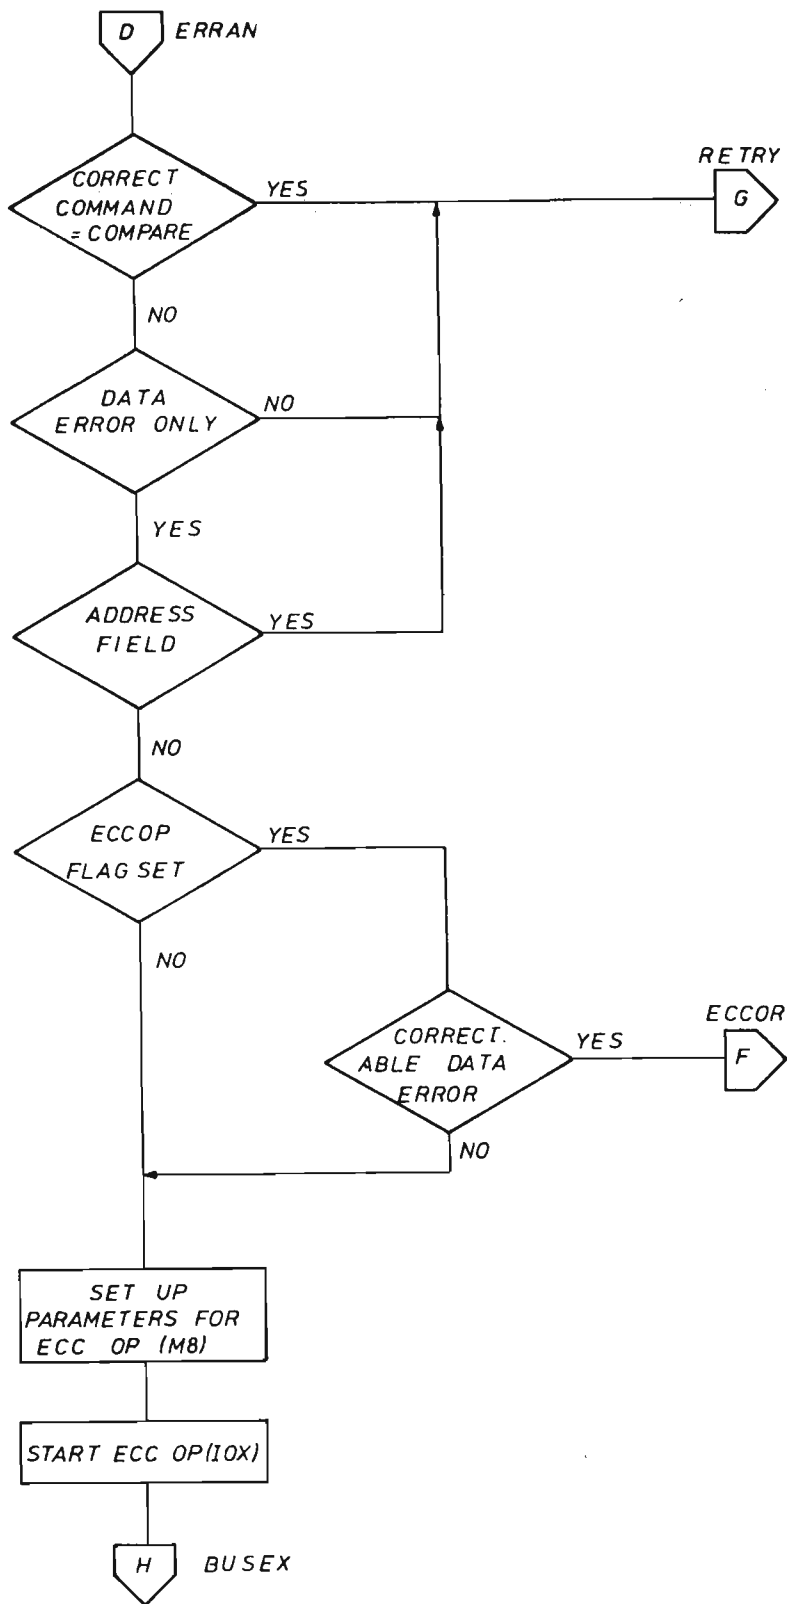 D ERRAN
CORRECT
COMMAND
= COMPARE
YES
RETRY
G
NO
DATA
ERROR ONLY
NO
YES
ADDRESS
FIELD
YES
NO
ECCOP
FLAG SET
YES
NO
CORRECT.
ABLE DATA
ERROR
YES
ECCOR
F
NO
SET UP
PARAMETERS FOR
ECC OP (M8)
START ECC OP(IOX)
H BUSEX